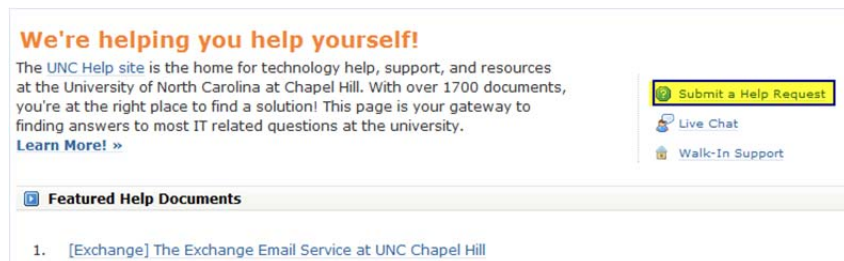 We're helping you help yourself!
The UNC Help site is the home for technology help, support, and resources
at the University of North Carolina at Chapel Hill. With over 1700 documents,
you're at the right place to find a solution! This page is your gateway to
finding answers to most IT related questions at the university.
Learn More! »
Submit a Help Request
Live Chat
Walk-In Support
Featured Help Documents
1. [Exchange] The Exchange Email Service at UNC Chapel Hill